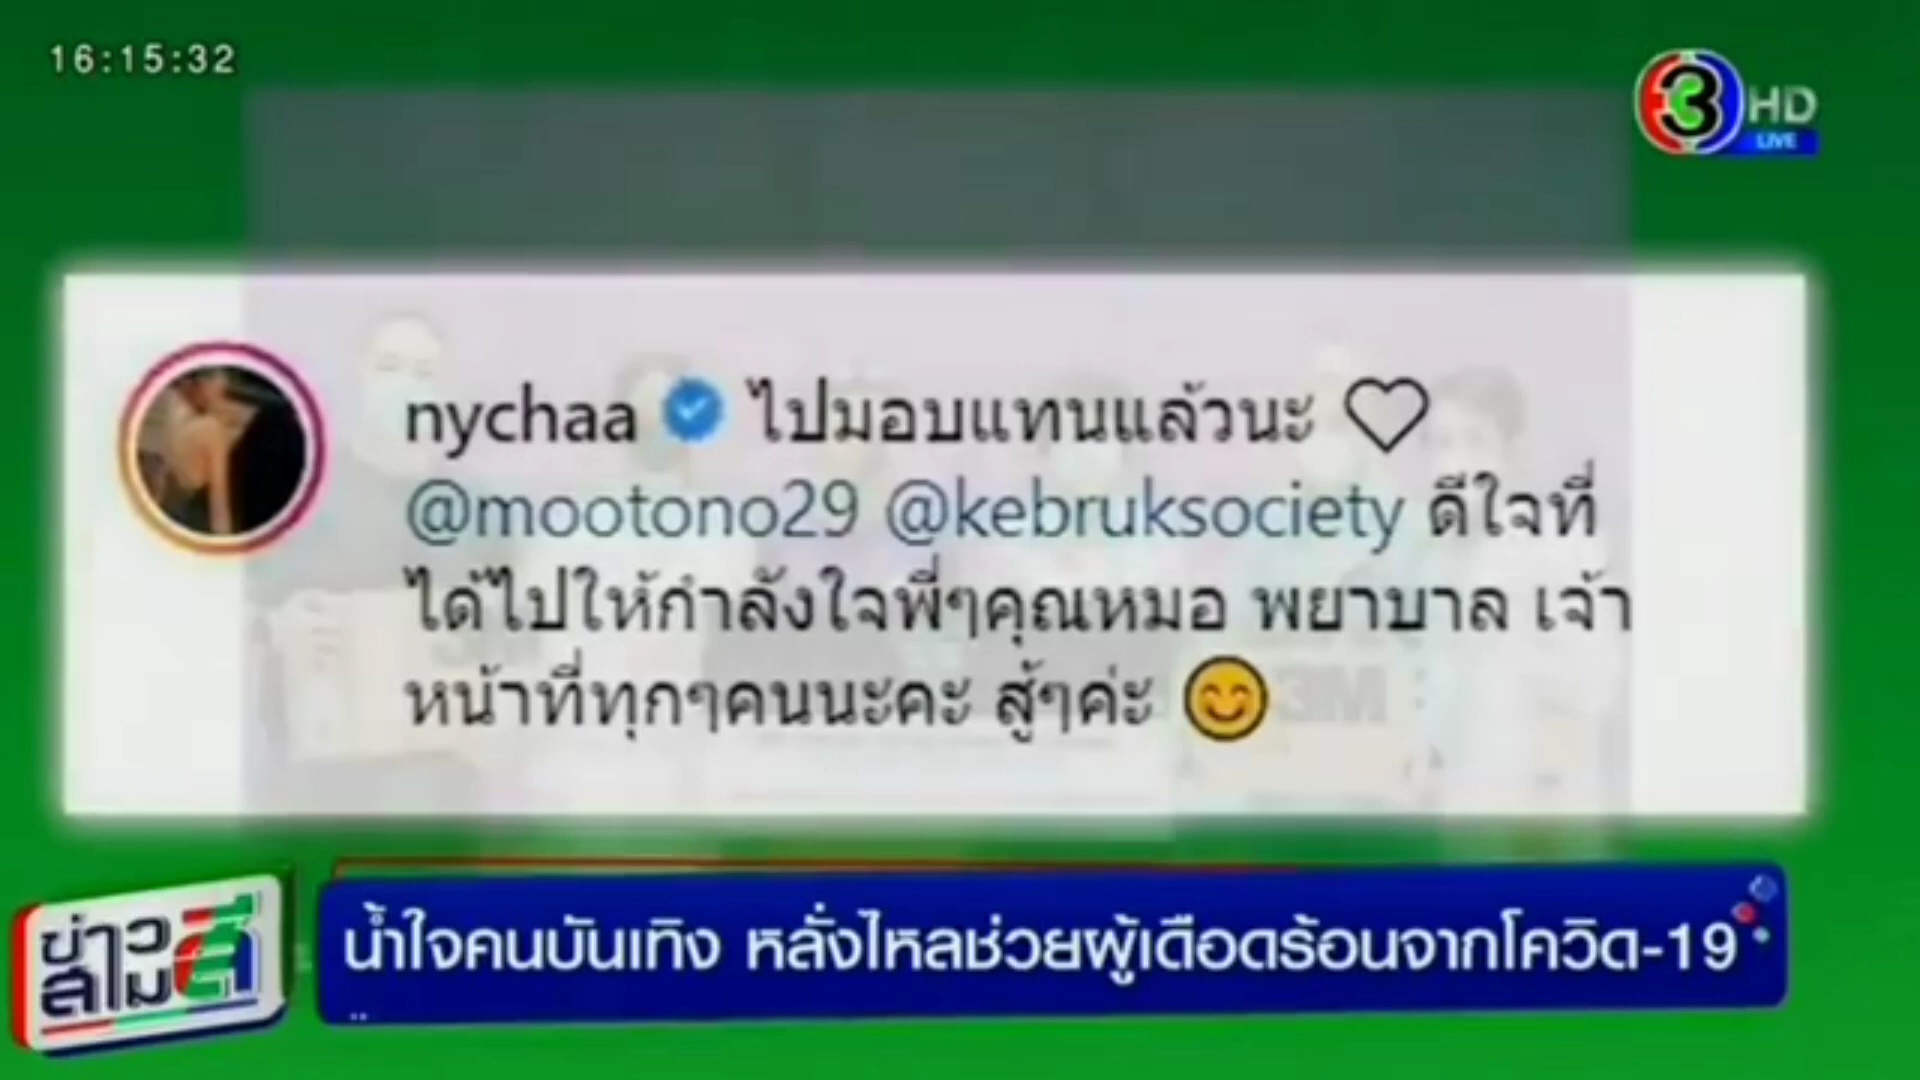 16:15:32
3 HD
LIVE
nychaa ไปมอบแทนแล้วนะ ♡
@mootono29 @kebruksociety ดีใจที่
ได้ไปให้กำลังใจพี่ๆคุณหมอ พยาบาล เจ้า
หน้าที่ทุกๆคนนะคะ สู้ๆค่ะ 😊
3M
ข่าว
สามสี
น้ำใจคนบันเทิง หลั่งไหลช่วยผู้เดือดร้อนจากโควิด-19